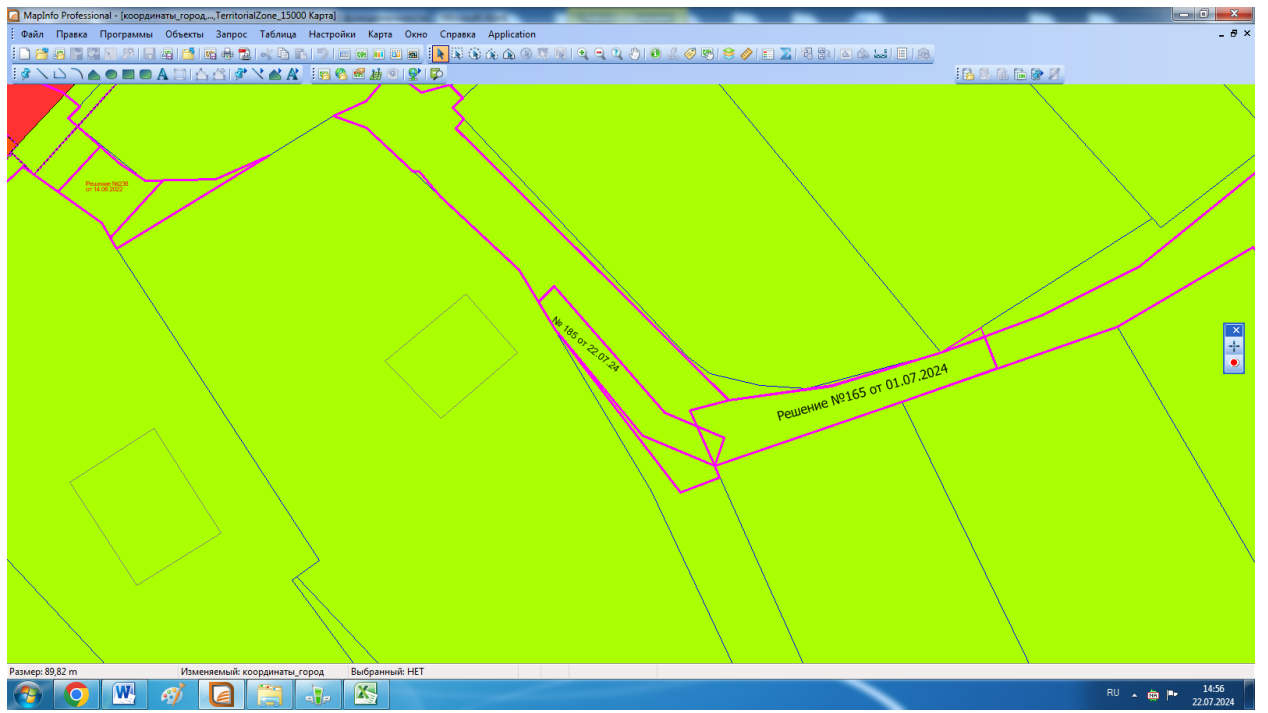 MapInfo Professional - [координаты_город,...,TerritorialZone_15000 Карта]
Файл Правка Программы Объекты Запрос Таблица Настройки Карта Окно Справка Application
Решение №236
от 14.06.2022
№ 185 от 22.07.24
Решение №165 от 01.07.2024
Размер: 89,82 m Изменяемый: координаты_город Выбранный: НЕТ
RU 14:56
22.07.2024